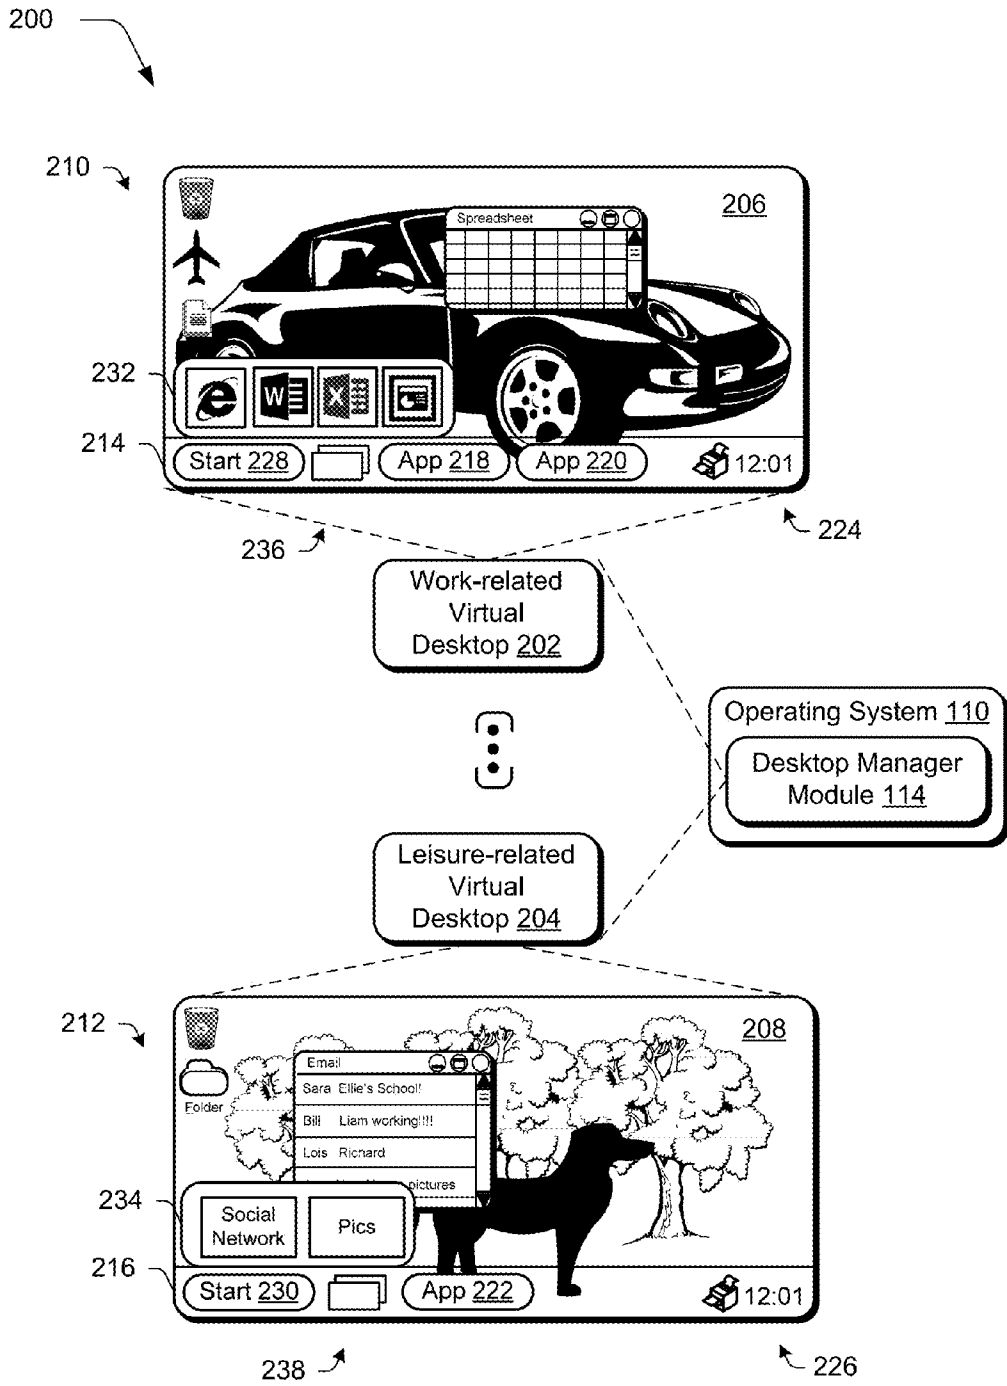 200
210
206
Spreadsheet
232
W
X
214
Start 228
App 218
App 220
12:01
236
224
Work-related
Virtual
Desktop 202
Operating System 110
Desktop Manager
Module 114
Leisure-related
Virtual
Desktop 204
212
208
Email
Sara Ellie's School!
Folder
Bill Liam working!!!!
Lois Richard
pictures
234
Social
Network
Pics
216
Start 230
App 222
12:01
238
226